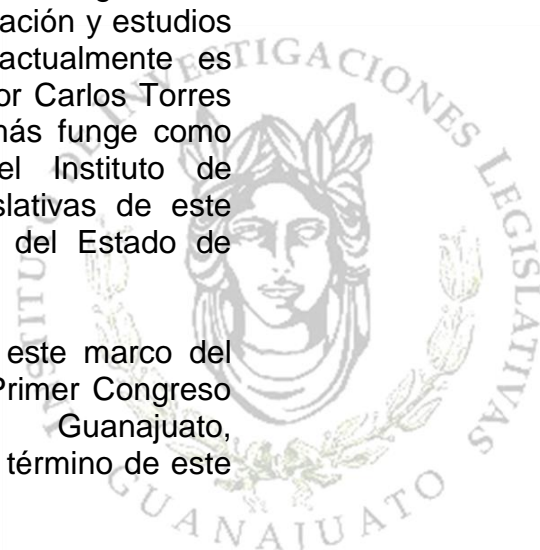 ación y estudios
actualmente es
or Carlos Torres
más funge como
el Instituto de
slativas de este
del Estado de
este marco del
Primer Congreso
Guanajuato,
término de este
INSTITUTO DE INVESTIGACIONES LEGISLATIVAS
GUANAJUATO